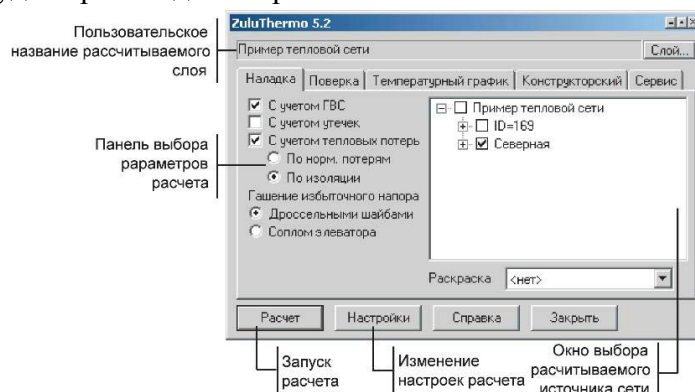 ZuluThermo 5.2
Пользовательское
название рассчитываемого
слоя
Пример тепловой сети
Слой...
Наладка Поверка Температурный график Конструкторский Сервис
С учетом ГВС
С учетом утечек
С учетом тепловых потерь
По норм. потерям
По изоляции
Гашение избыточного напора
Дроссельными шайбами
Соплом элеватора
Пример тепловой сети
ID=169
Северная
Панель выбора
рараметров
расчета
Раскраска <нет>
Расчет Настройки Справка Закрыть
Запуск
расчета
Изменение
настроек расчета
Окно выбора
расчитываемого
источника сети